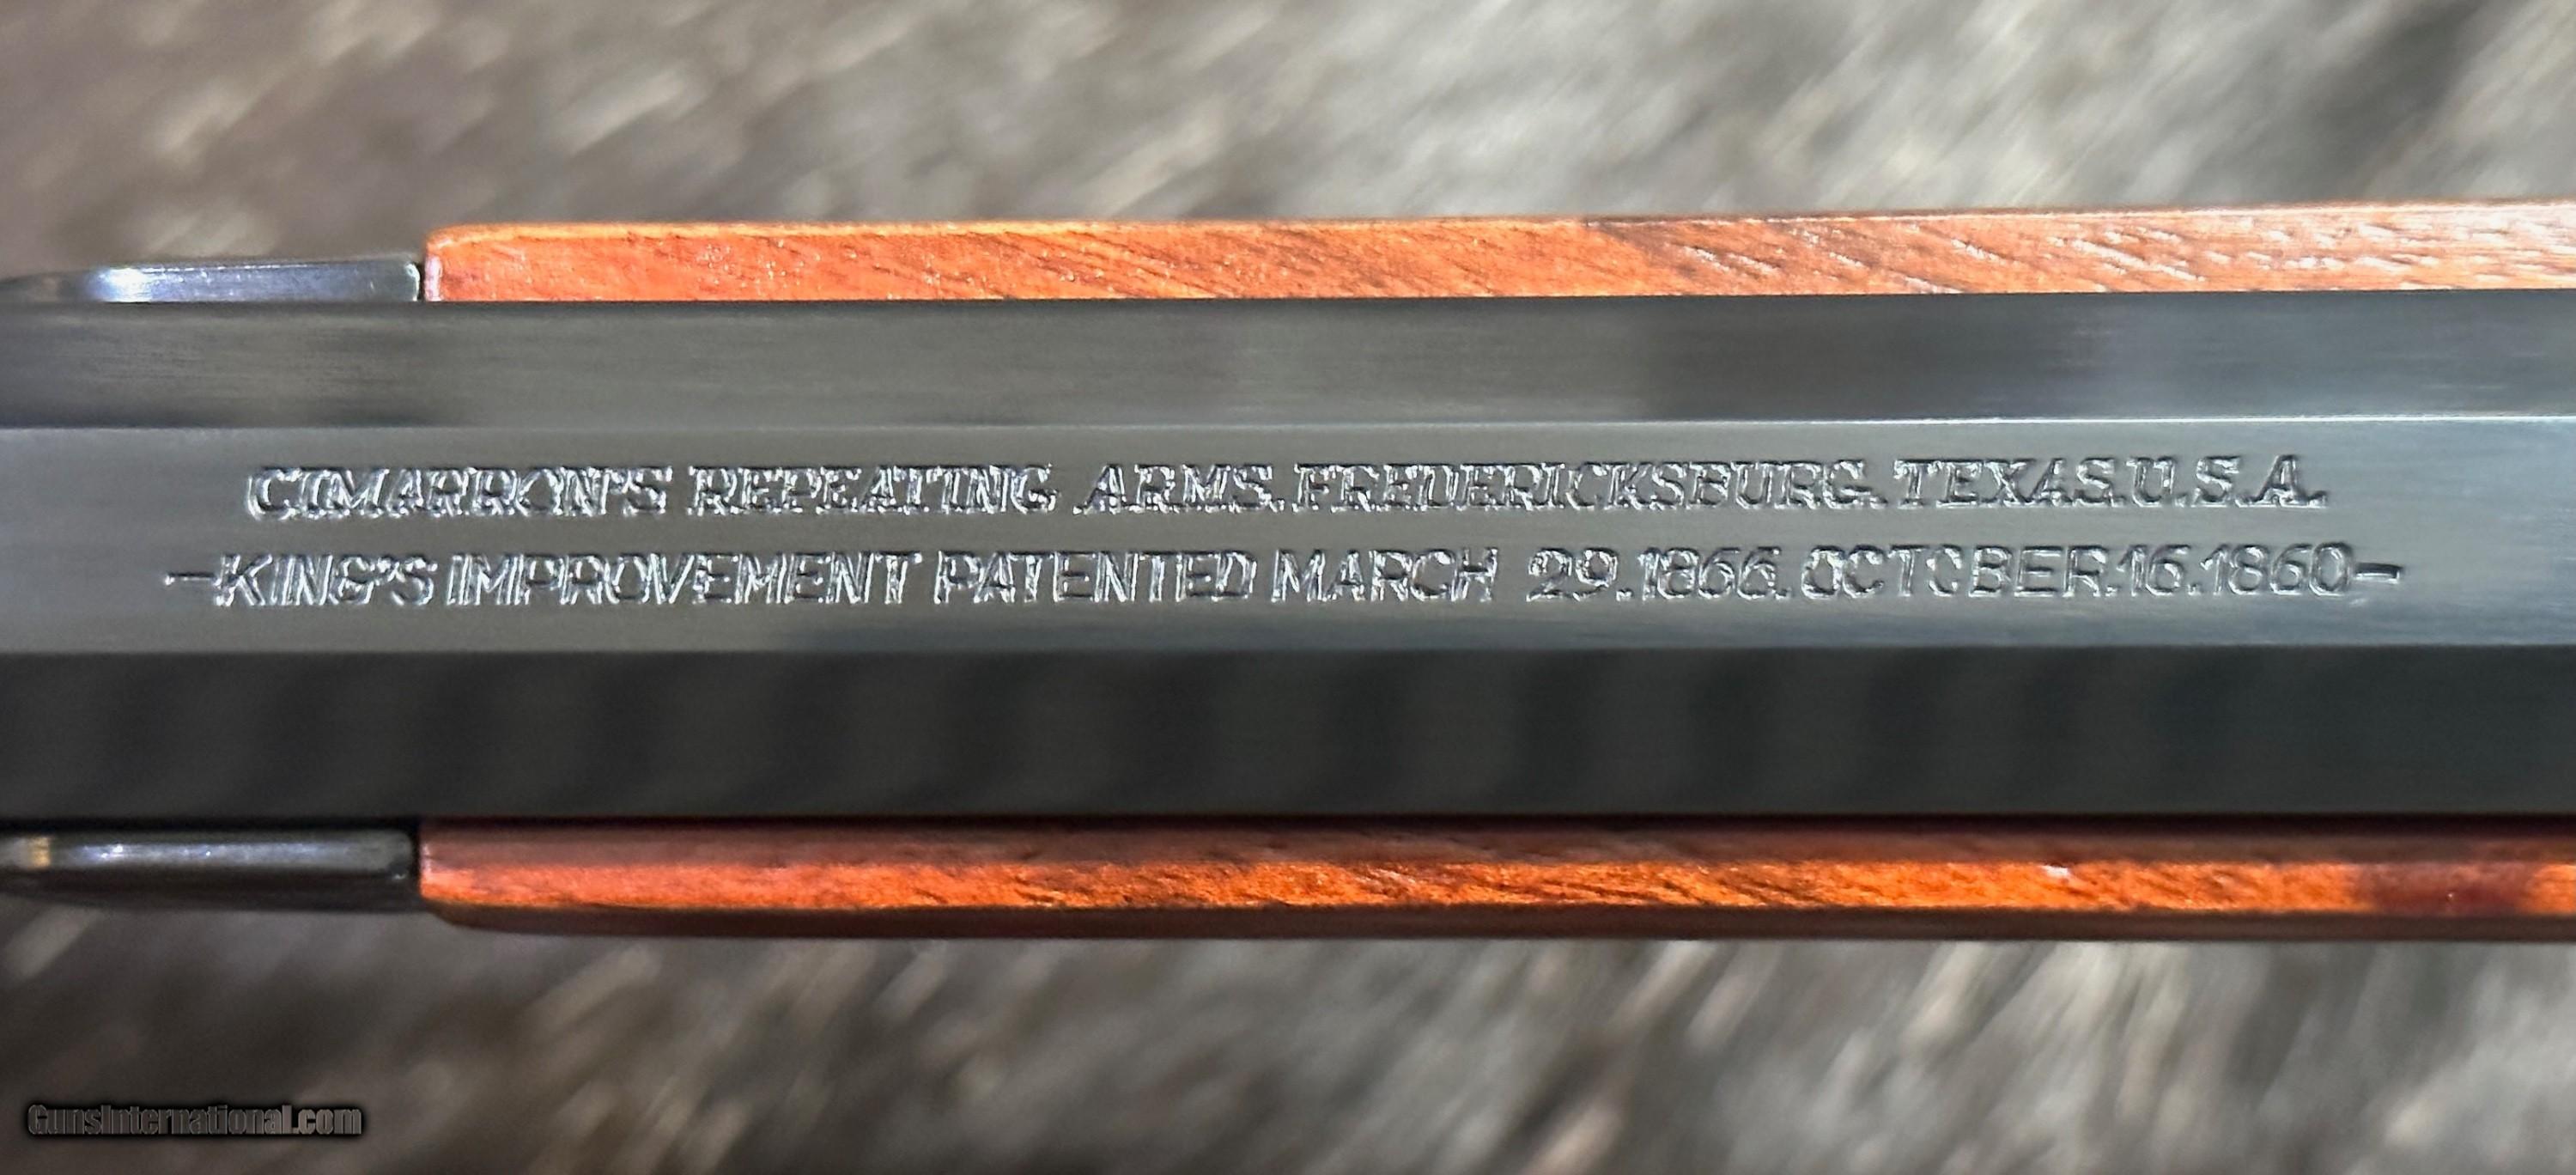 CIMARRON'S REPEATING ARMS. FREDERICKSBURG. TEXAS. U.S.A.
-KING'S IMPROVEMENT PATENTED MARCH 29.1866. OCTOBER.16.1860-
GunsInternational.com